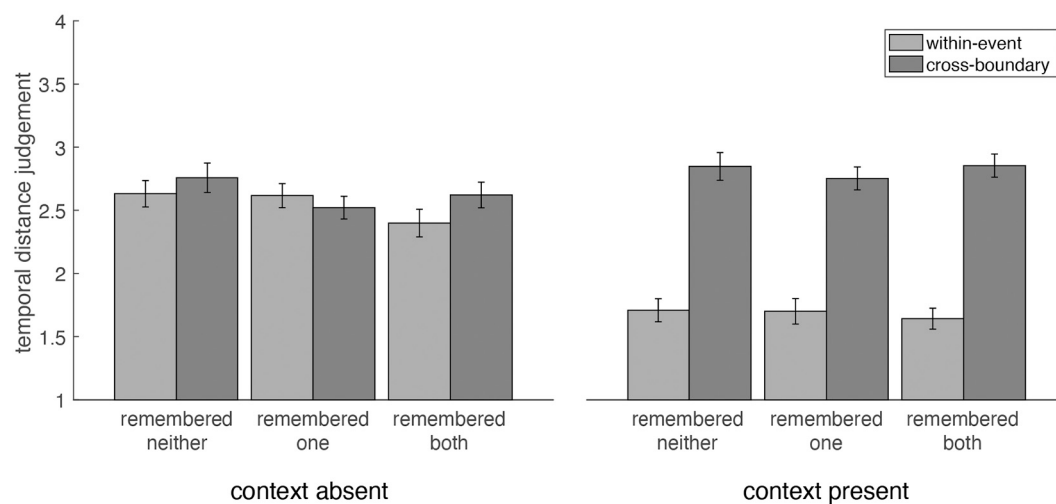 temporal distance judgement
4
3.5
3
2.5
2
1.5
1
within-event
cross-boundary
remembered remembered remembered
neither one both
context absent
remembered remembered remembered
neither one both
context present